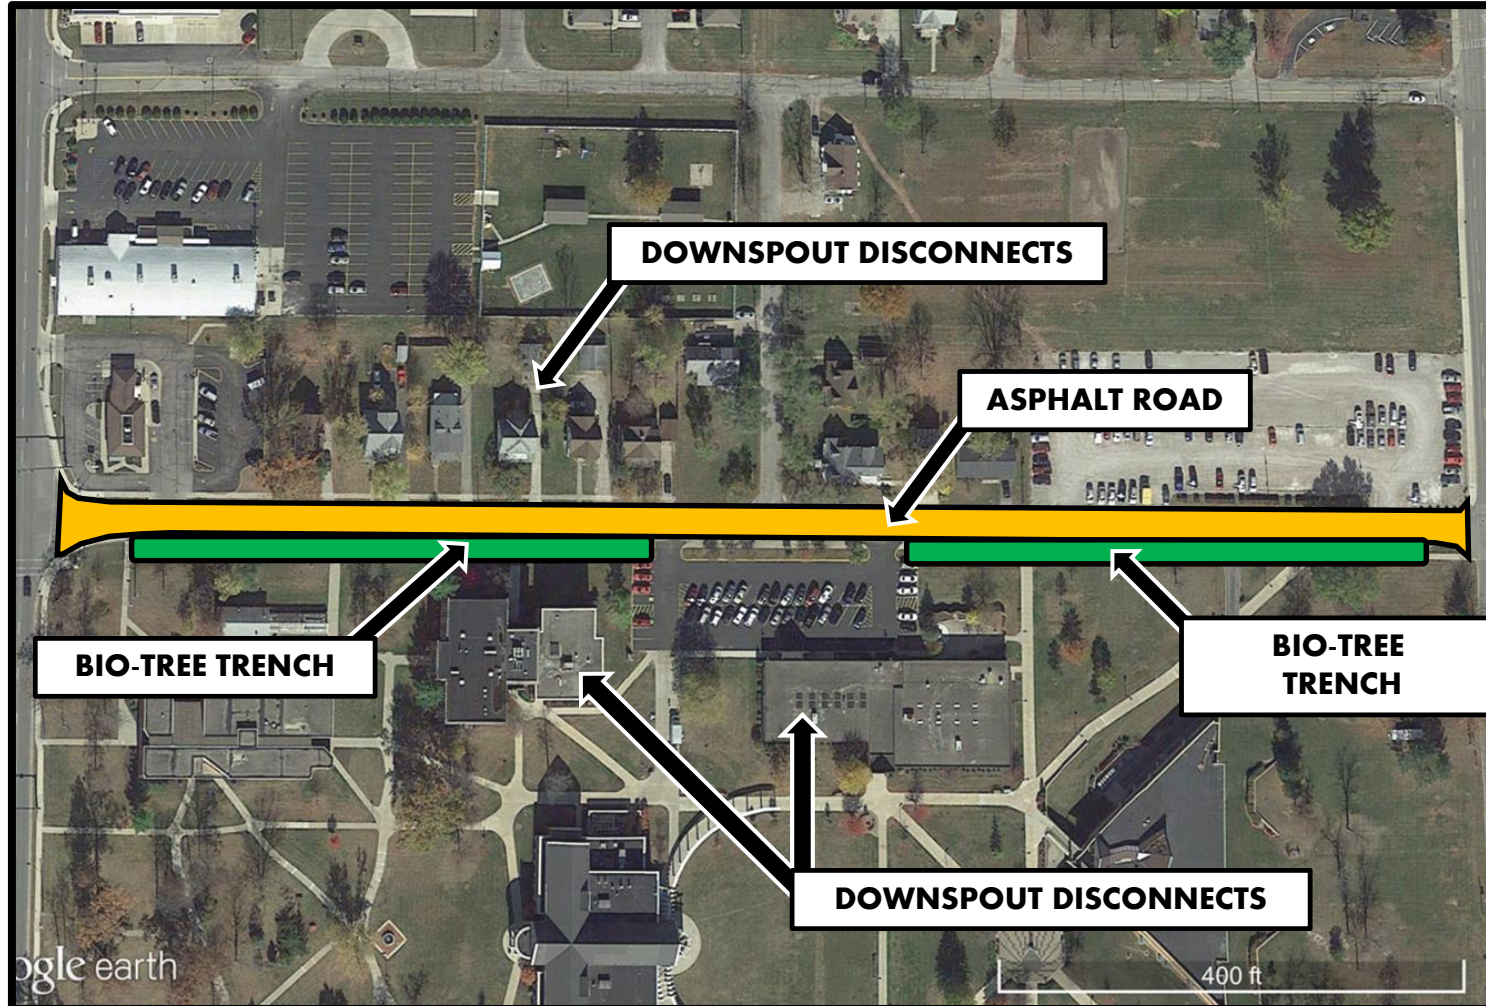 DOWNSPOUT DISCONNECTS
ASPHALT ROAD
BIO-TREE TRENCH
BIO-TREE
TRENCH
DOWNSPOUT DISCONNECTS
ogle earth
400 ft